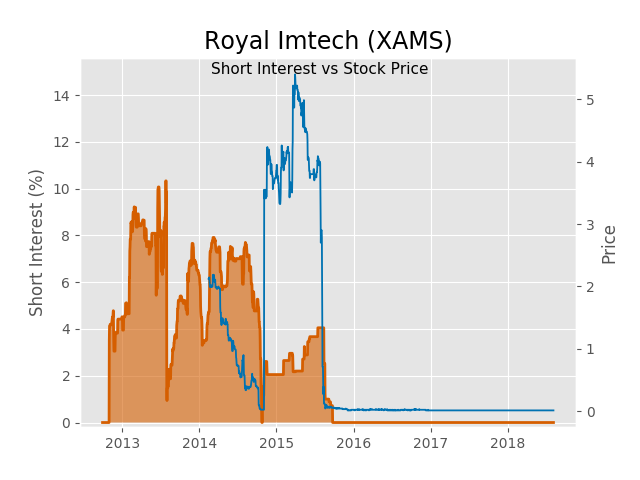 Royal Imtech (XAMS)
Short Interest vs Stock Price
Short Interest (%)
14
12
10
8
6
4
2
0
5
4
3
2
1
0
Price
2013 2014 2015 2016 2017 2018